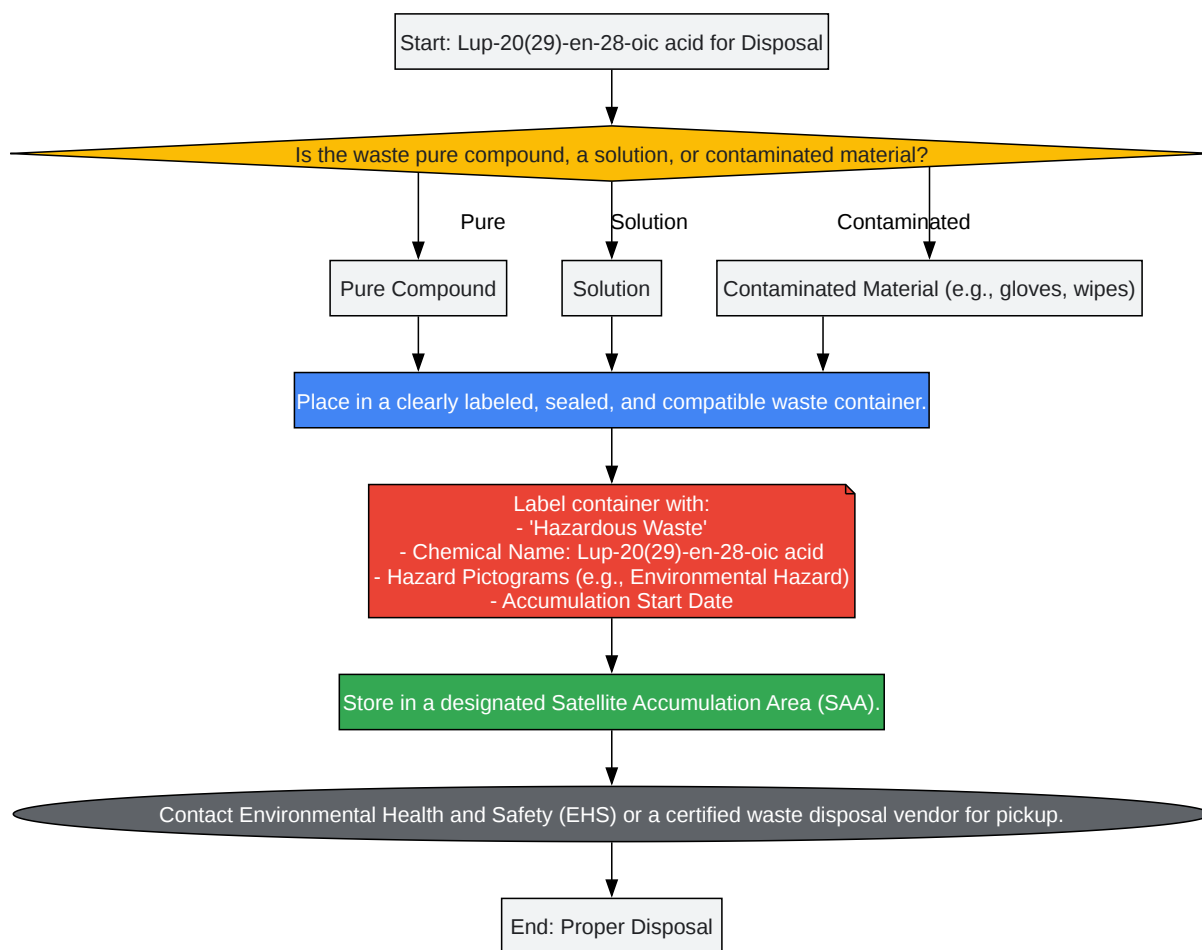 Start: Lup-20(29)-en-28-oic acid for Disposal
Is the waste pure compound, a solution, or contaminated material?
Pure
Solution
Contaminated
Pure Compound
Solution
Contaminated Material (e.g., gloves, wipes)
Place in a clearly labeled, sealed, and compatible waste container.
Label container with:
- 'Hazardous Waste'
- Chemical Name: Lup-20(29)-en-28-oic acid
- Hazard Pictograms (e.g., Environmental Hazard)
- Accumulation Start Date
Store in a designated Satellite Accumulation Area (SAA).
Contact Environmental Health and Safety (EHS) or a certified waste disposal vendor for pickup.
End: Proper Disposal